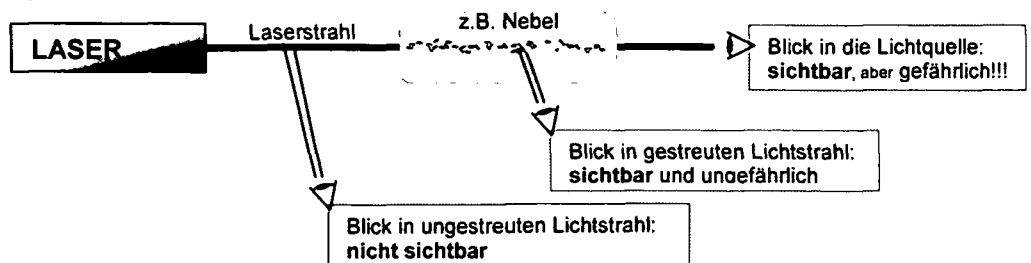 z.B. Nebel
Laserstrahl
LASER
Blick in die Lichtquelle:
sichtbar, aber gefährlich!!!
Blick in gestreuten Lichtstrahl:
sichtbar und ungefährlich
Blick in ungestreuten Lichtstrahl:
nicht sichtbar